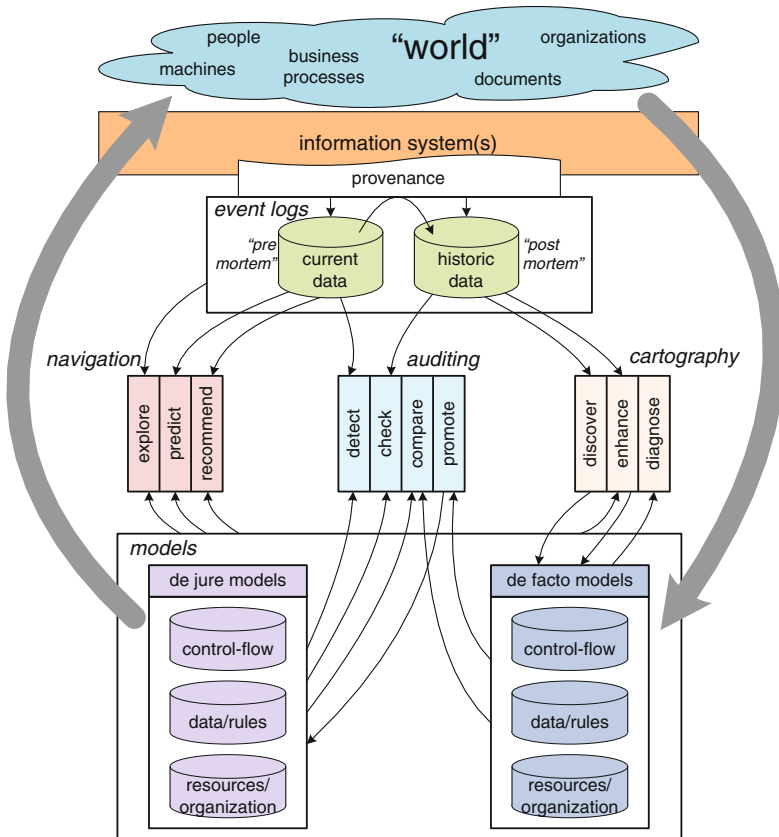 people
"world"
organizations
machines
business
processes
documents
information system(s)
provenance
event logs
"pre
mortem"
current
data
historic
data
"post
mortem"
navigation
auditing
cartography
explore
predict
recommend
detect
check
compare
promote
discover
enhance
diagnose
models
de jure models
control-flow
data/rules
resources/
organization
de facto models
control-flow
data/rules
resources/
organization